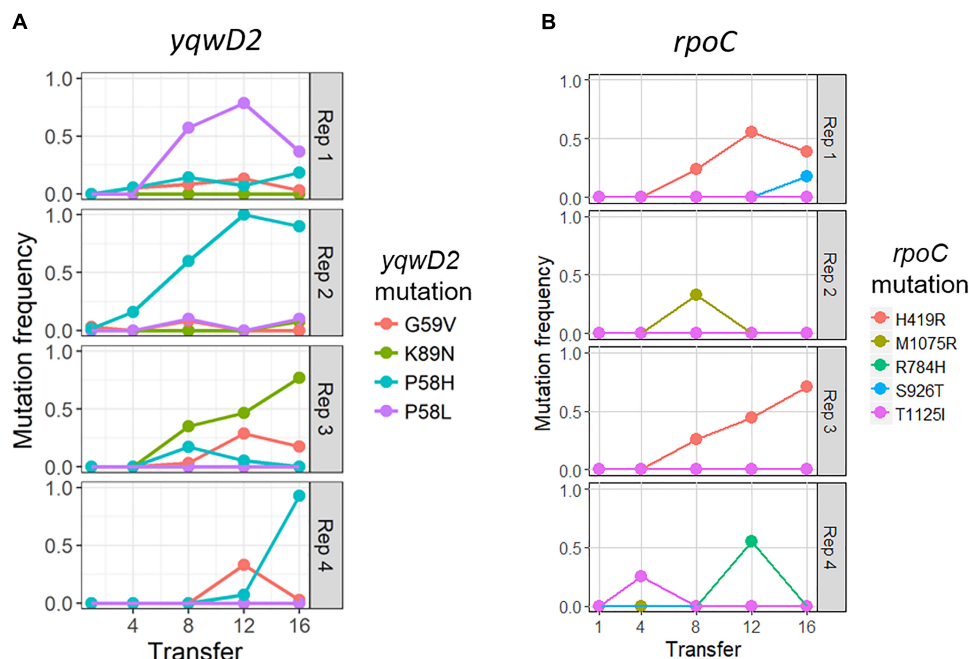 A
yqwD2
Mutation frequency
1.0
0.5
0.0
Rep 1
1.0
0.5
0.0
Rep 2
1.0
0.5
0.0
Rep 3
1.0
0.5
0.0
Rep 4
4 8 12 16
Transfer
yqwD2
mutation
G59V
K89N
P58H
P58L
B
rpoC
Mutation frequency
1.0
0.5
0.0
Rep 1
1.0
0.5
0.0
Rep 2
1.0
0.5
0.0
Rep 3
1.0
0.5
0.0
Rep 4
1 4 8 12 16
Transfer
rpoC
mutation
H419R
M1075R
R784H
S926T
T1125I